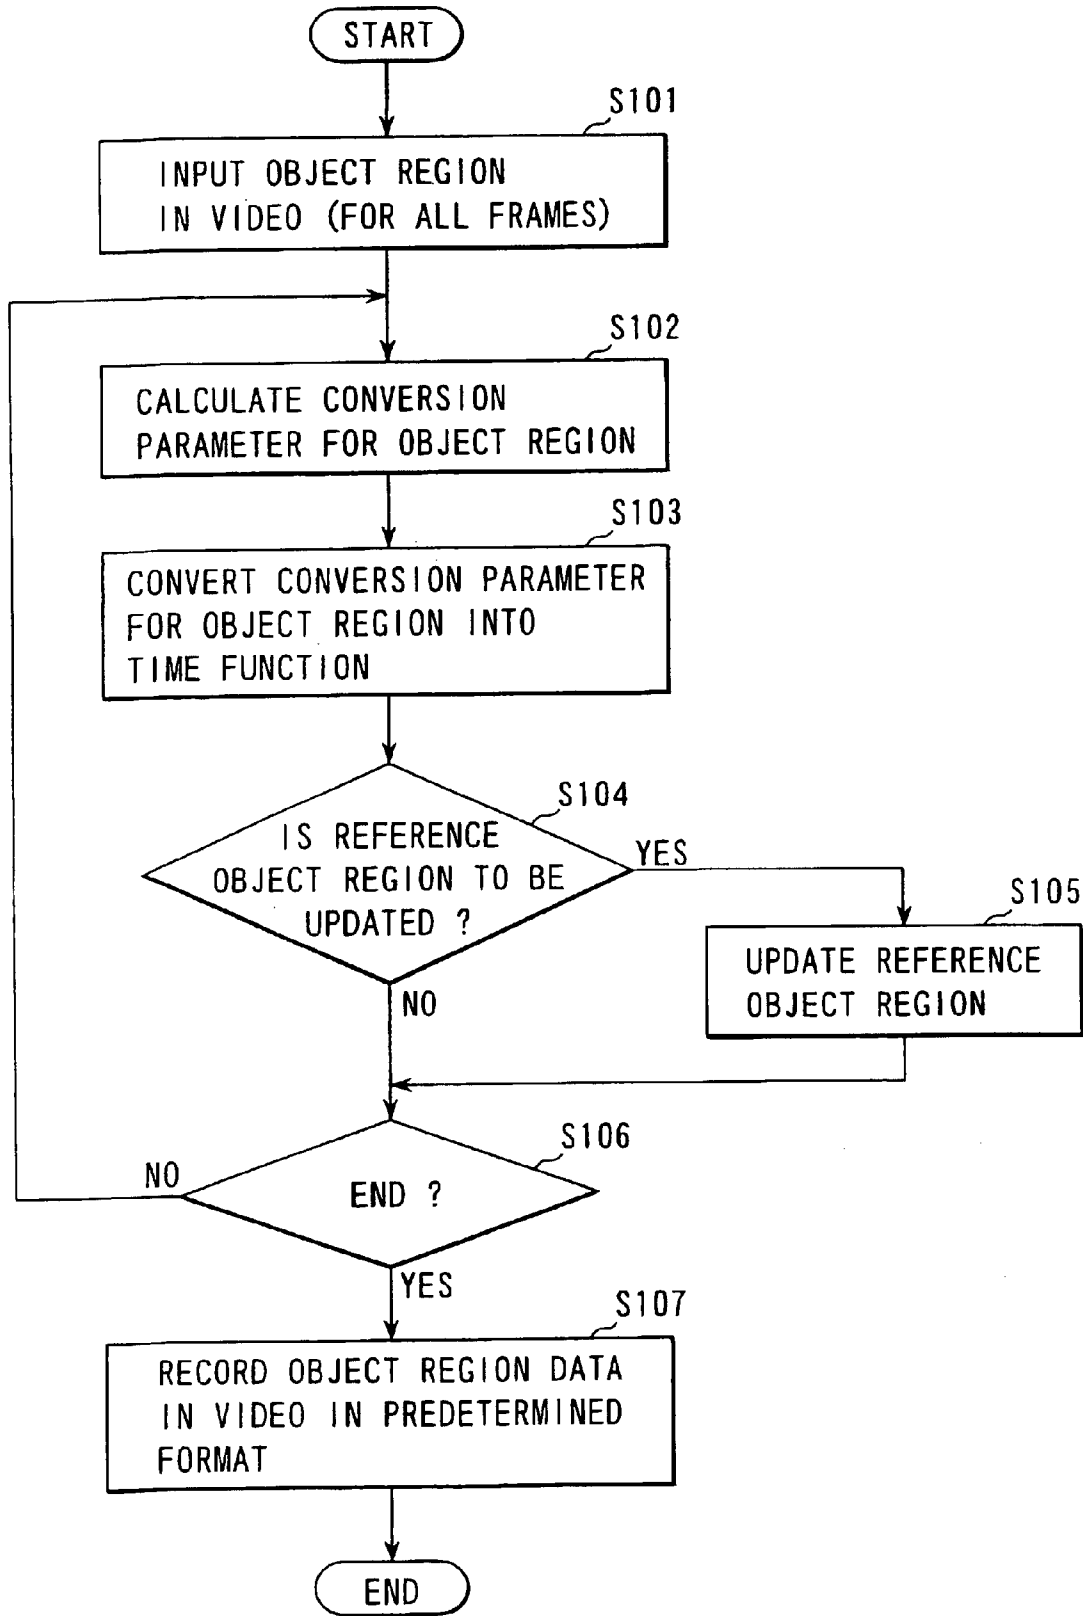 START
S101
INPUT OBJECT REGION
IN VIDEO (FOR ALL FRAMES)
S102
CALCULATE CONVERSION
PARAMETER FOR OBJECT REGION
S103
CONVERT CONVERSION PARAMETER
FOR OBJECT REGION INTO
TIME FUNCTION
S104
IS REFERENCE
OBJECT REGION TO BE
UPDATED ?
YES
NO
S105
UPDATE REFERENCE
OBJECT REGION
S106
END ?
NO
YES
S107
RECORD OBJECT REGION DATA
IN VIDEO IN PREDETERMINED
FORMAT
END